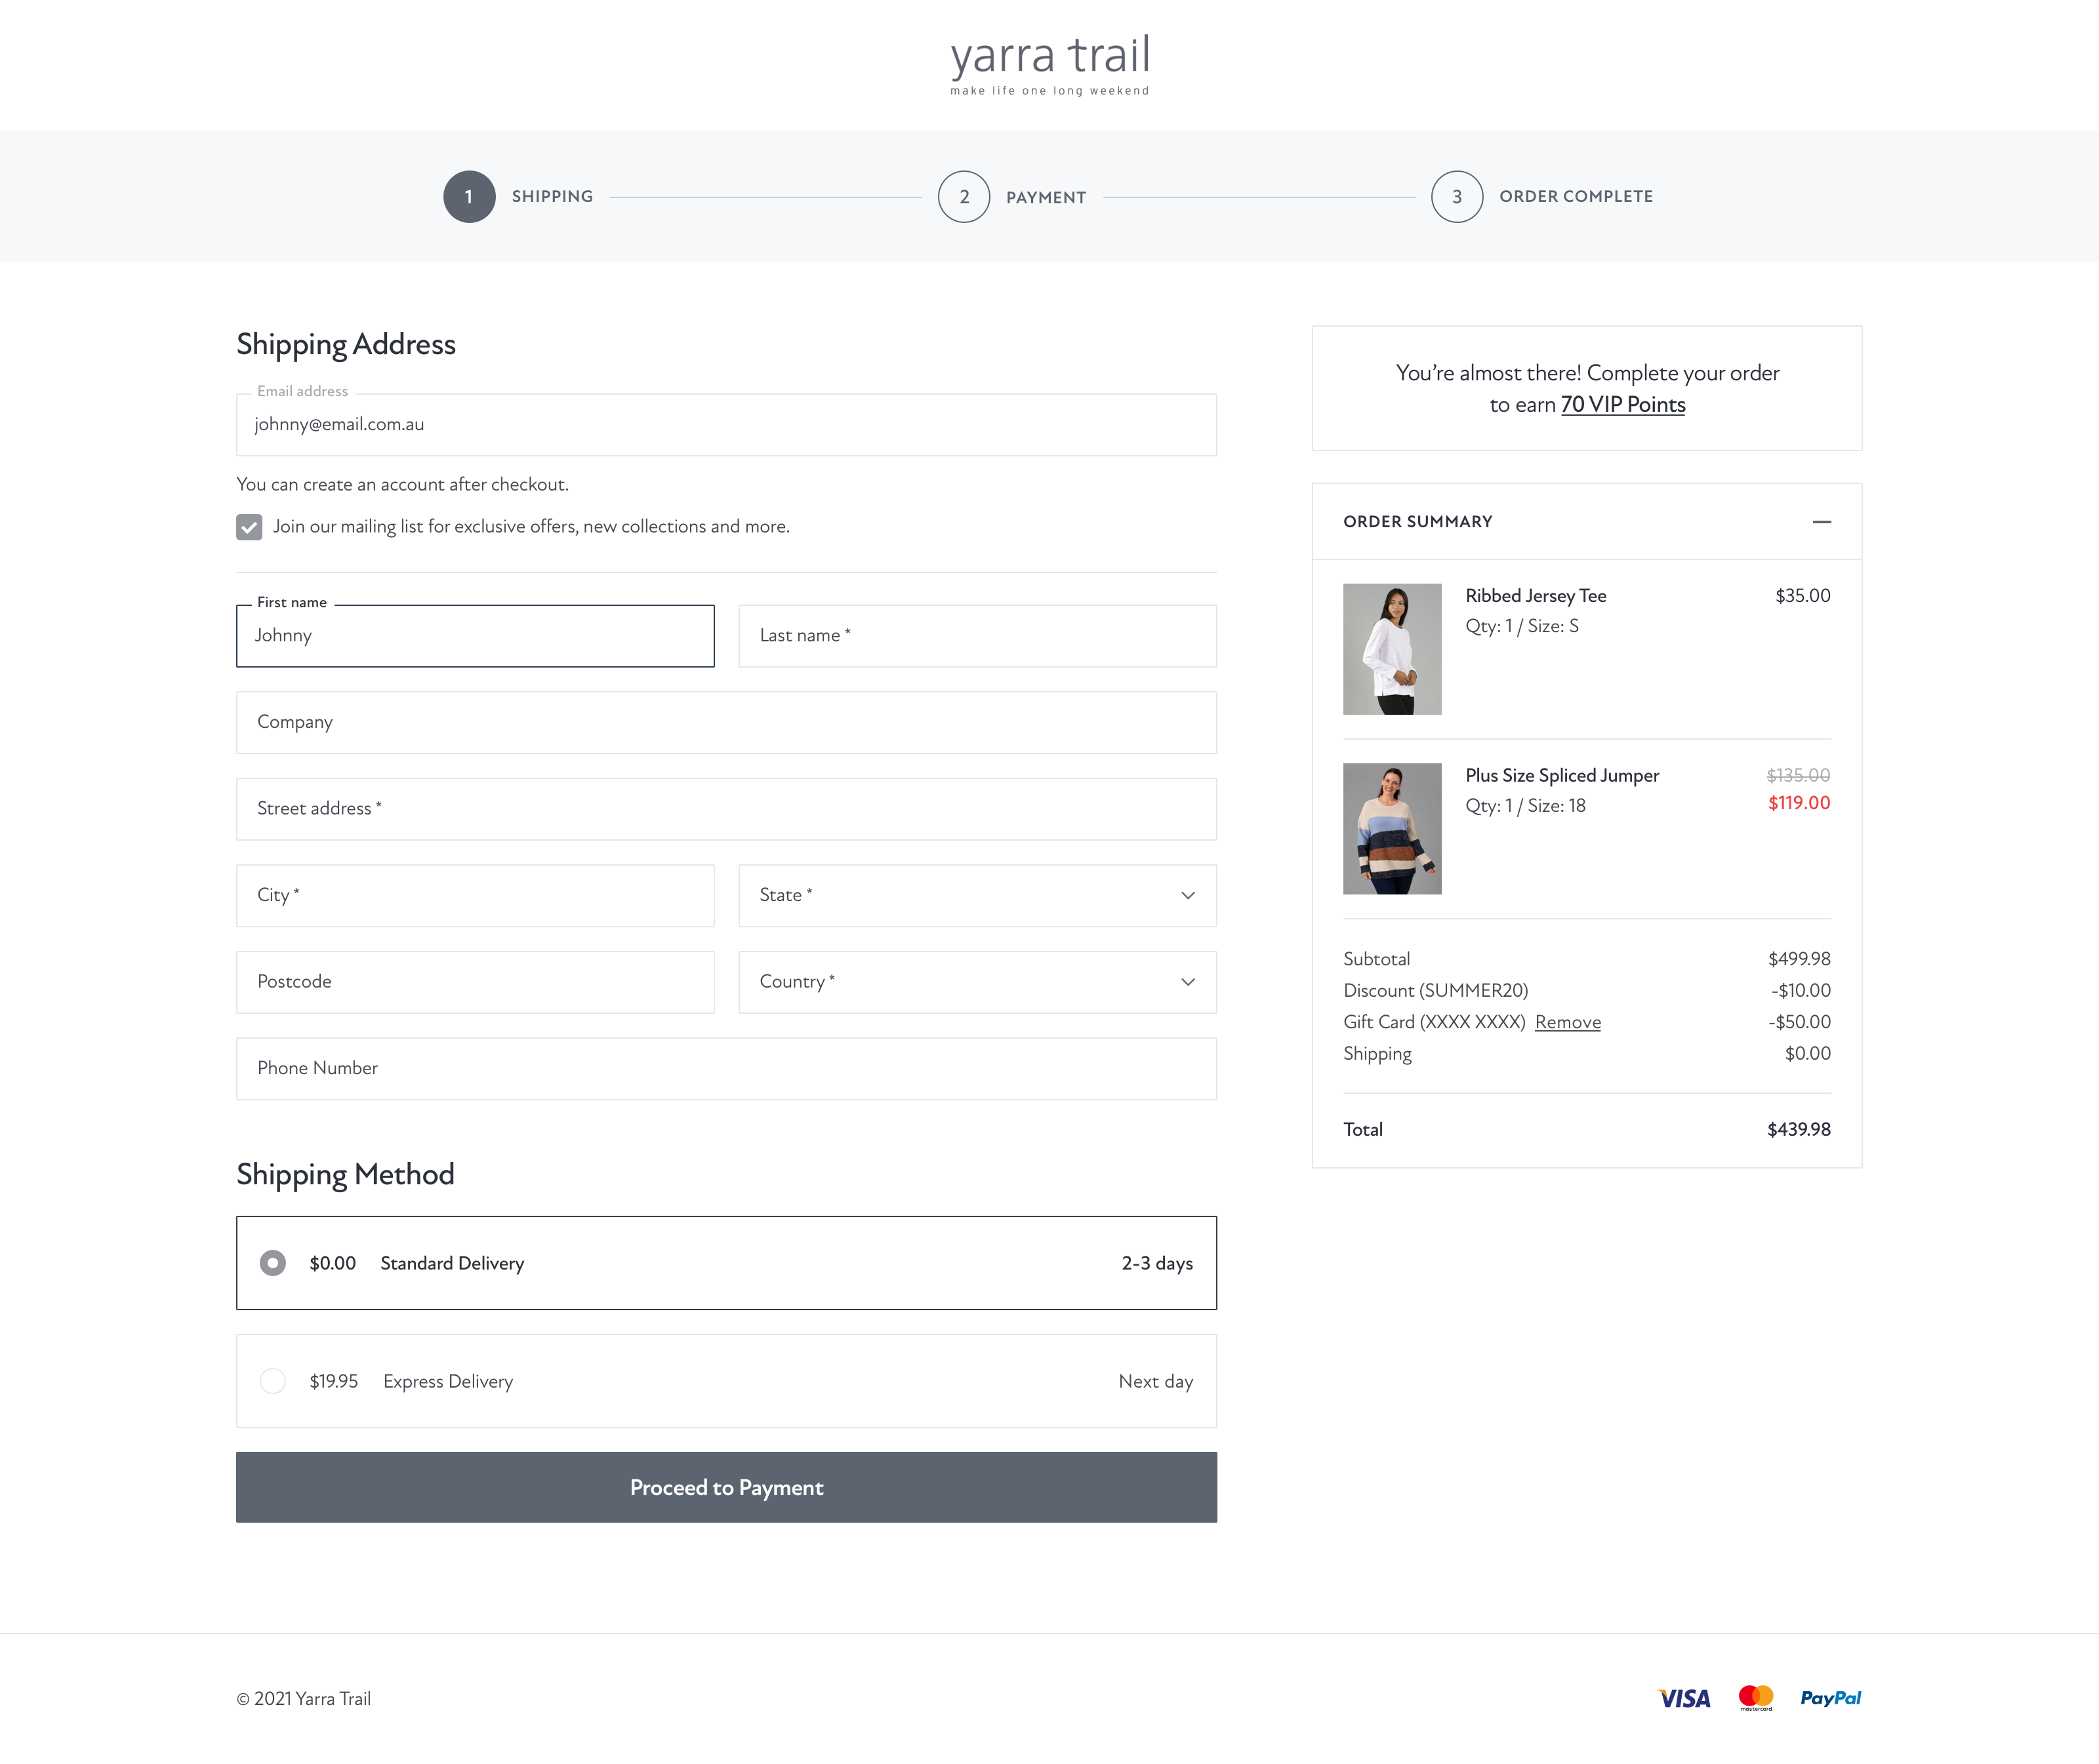 yarra trail
make life one long weekend
1 SHIPPING
2 PAYMENT
3 ORDER COMPLETE
Shipping Address
Email address
johnny@email.com.au
You can create an account after checkout.
Join our mailing list for exclusive offers, new collections and more.
First name
Johnny
Last name *
Company
Street address *
City *
State *
Postcode
Country *
Phone Number
Shipping Method
$0.00 Standard Delivery 2-3 days
$19.95 Express Delivery Next day
Proceed to Payment
You're almost there! Complete your order
to earn 70 VIP Points
ORDER SUMMARY
Ribbed Jersey Tee $35.00
Qty: 1 / Size: S
Plus Size Spliced Jumper $135.00
Qty: 1 / Size: 18 $119.00
Subtotal $499.98
Discount (SUMMER20) -$10.00
Gift Card (XXXX XXXX) Remove -$50.00
Shipping $0.00
Total $439.98
© 2021 Yarra Trail
VISA mastercard PayPal